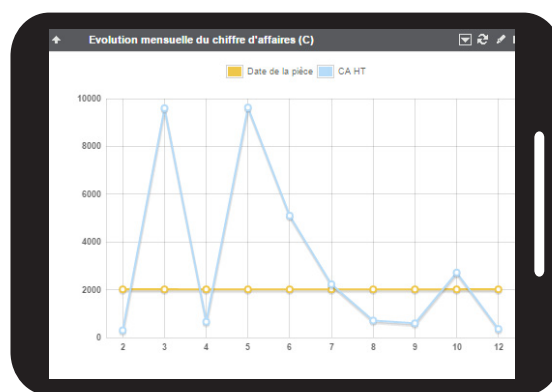 Evolution mensuelle du chiffre d'affaires (C)
Date de la pièce CA HT
10000
8000
6000
4000
2000
0
2 3 4 5 6 7 8 9 10 12